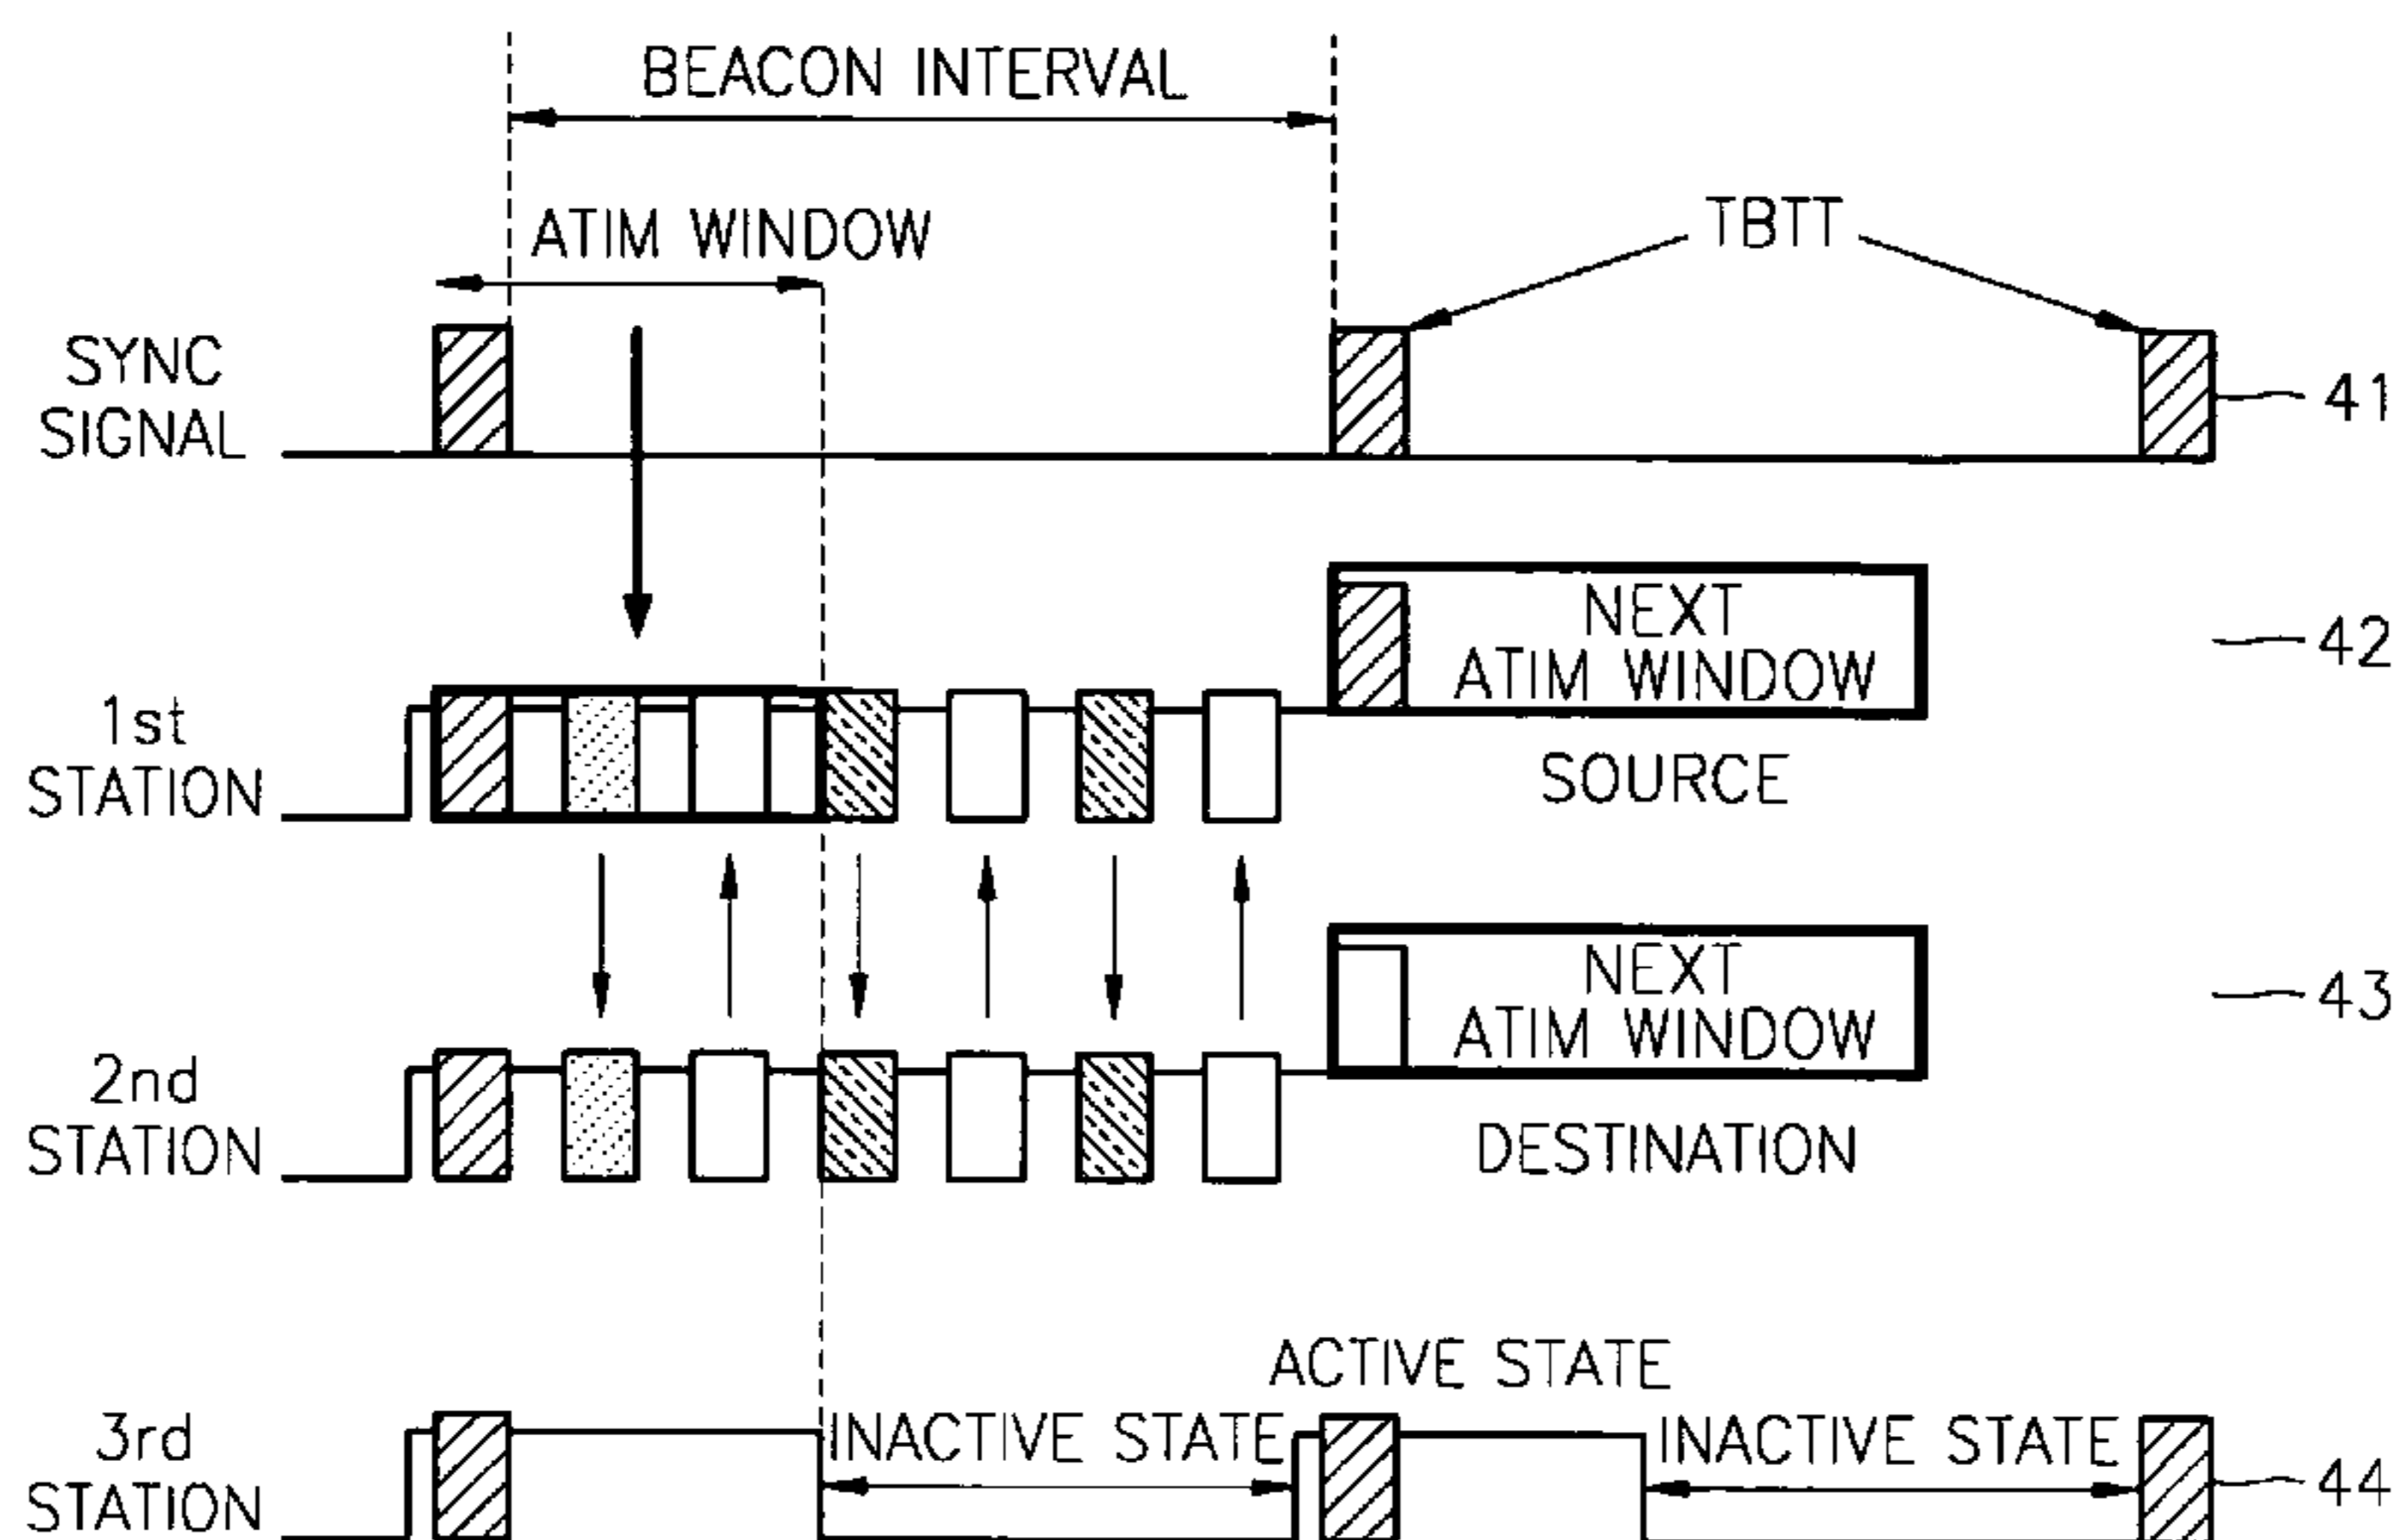 BEACON INTERVAL
ATIM WINDOW
TBTT
SYNC
SIGNAL
41
NEXT
ATIM WINDOW
42
1st
STATION
SOURCE
NEXT
ATIM WINDOW
43
2nd
STATION
DESTINATION
ACTIVE STATE
3rd
STATION
INACTIVE STATE
INACTIVE STATE
44